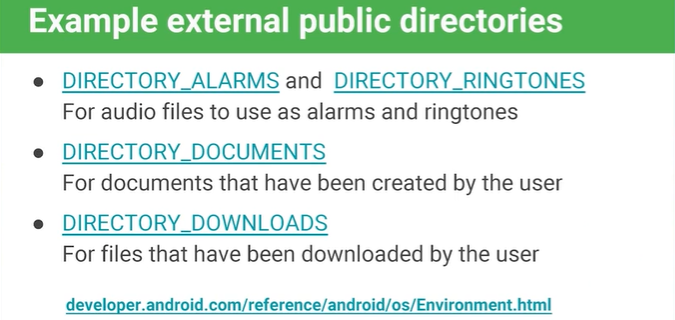 Example external public directories
● DIRECTORY_ALARMS and DIRECTORY_RINGTONES
For audio files to use as alarms and ringtones
● DIRECTORY_DOCUMENTS
For documents that have been created by the user
● DIRECTORY_DOWNLOADS
For files that have been downloaded by the user
developer.android.com/reference/android/os/Environment.html